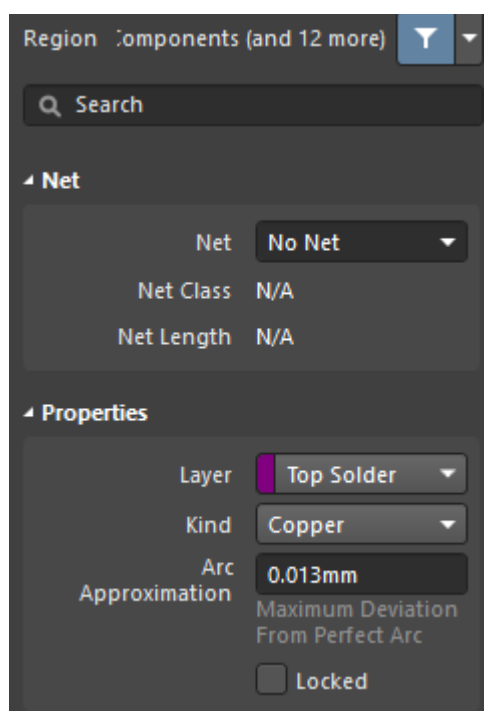 Region Components (and 12 more)
Search
Net
Net No Net
Net Class N/A
Net Length N/A
Properties
Layer Top Solder
Kind Copper
Arc
Approximation 0.013mm
Maximum Deviation
From Perfect Arc
Locked